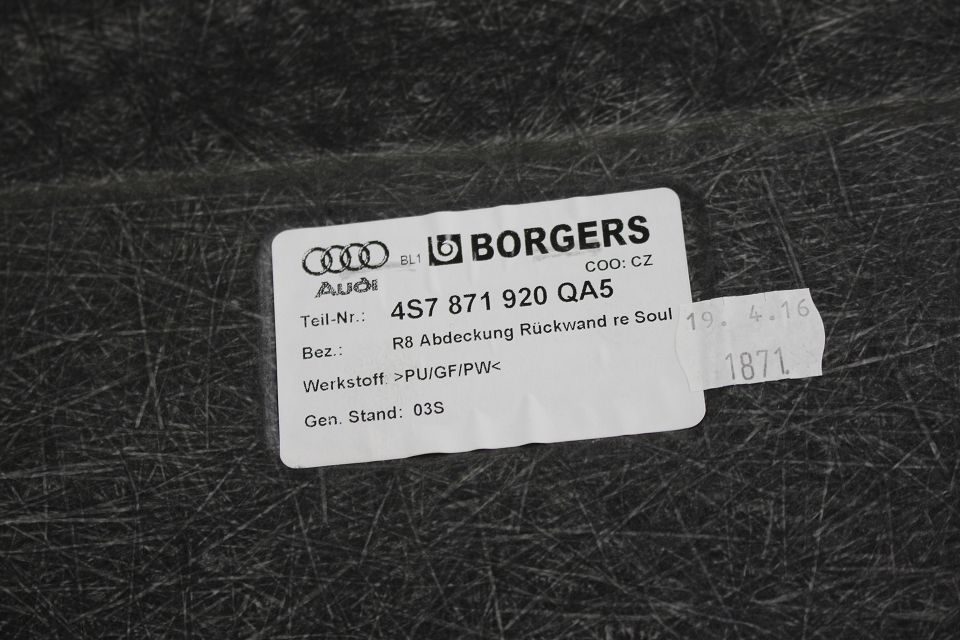 BL1 BORGERS
Audi
COO: CZ
Teil-Nr.: 4S7 871 920 QA5
Bez.: R8 Abdeckung Rückwand re Soul
Werkstoff: >PU/GF/PW<
Gen. Stand: 03S
19. 4.16
1871.